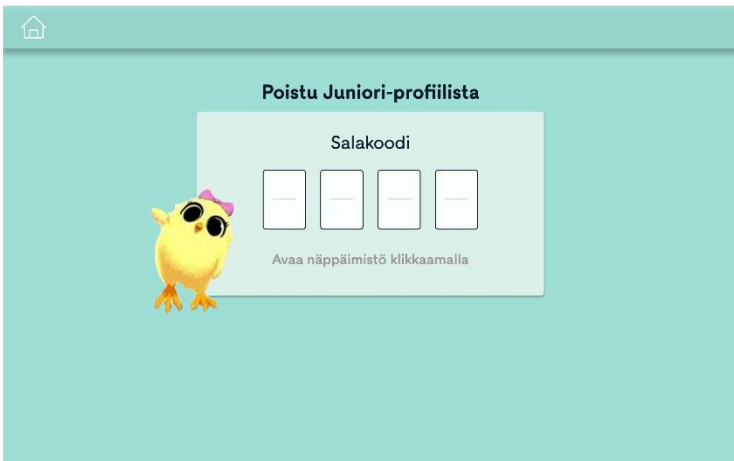 Poistu Juniori-profiilista
Salakoodi
Avaa näppäimistö klikkaamalla